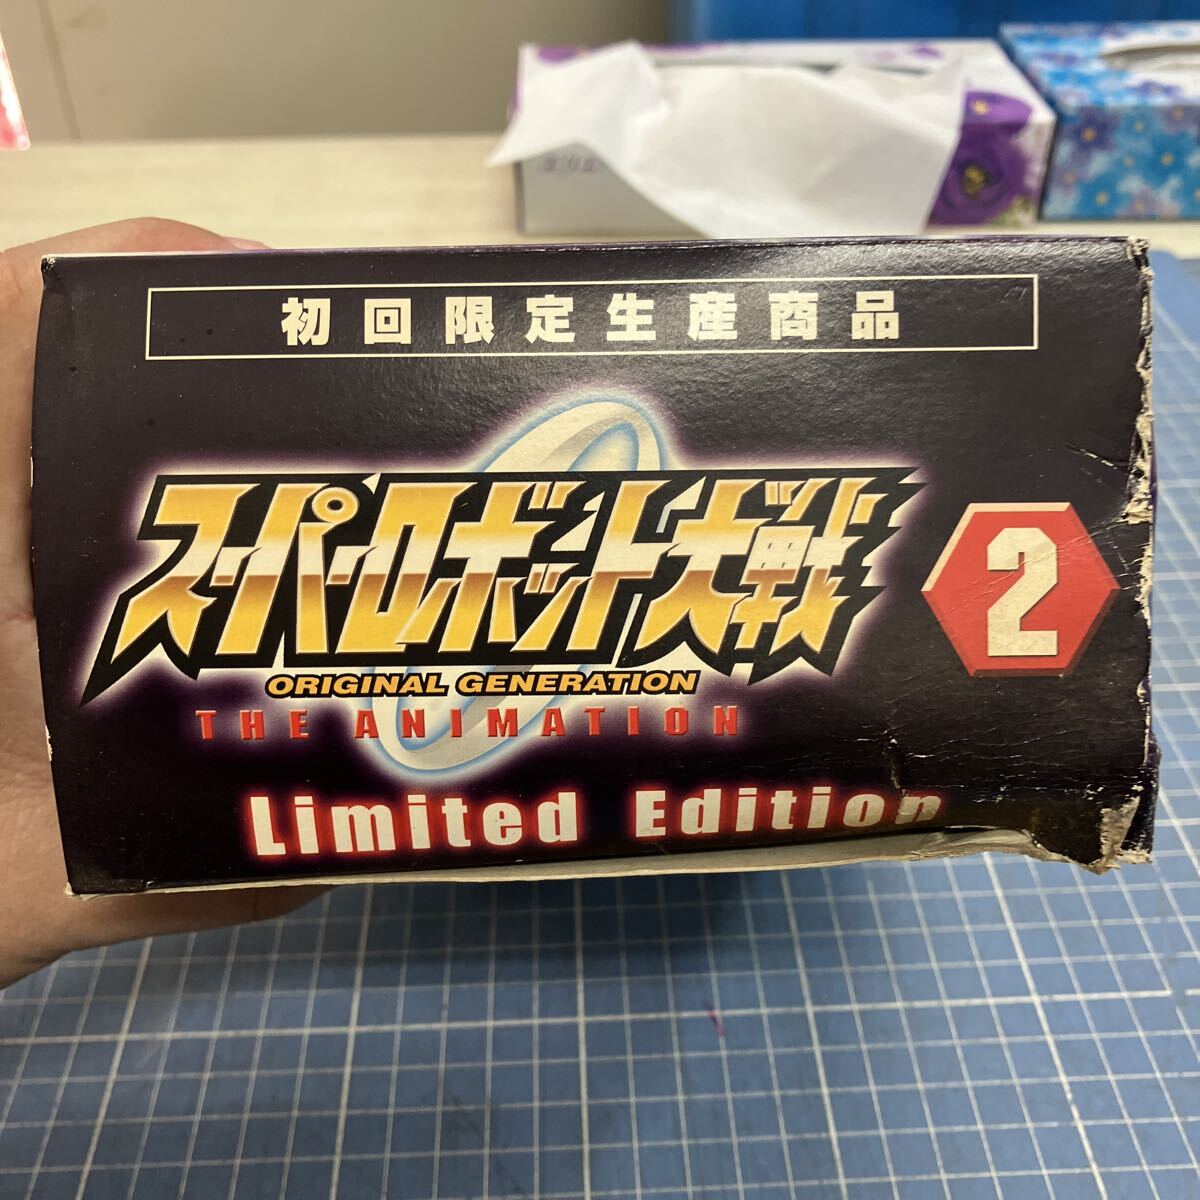 初回限定生産商品
スーパーロボット大戦
ORIGINAL GENERATION
THE ANIMATION
2
Limited Edition